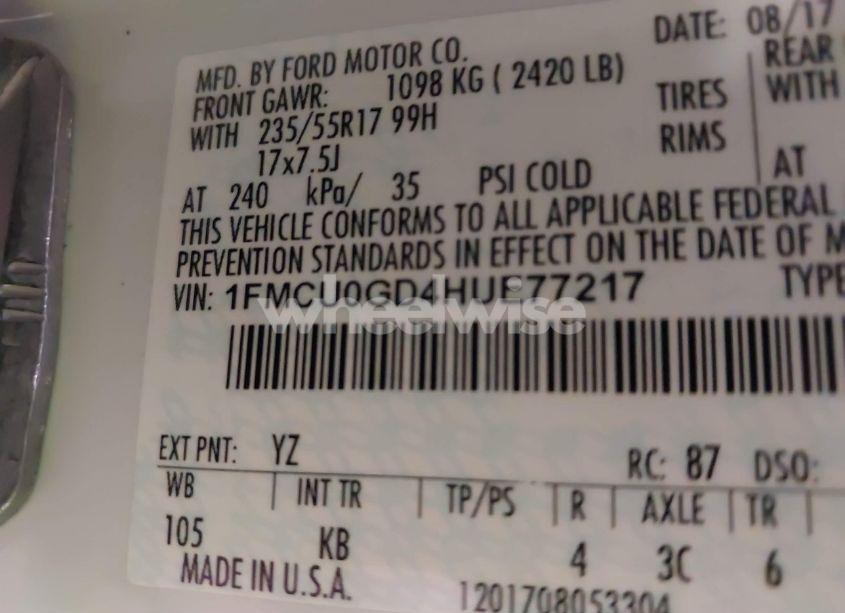 MFD. BY FORD MOTOR CO.
DATE: 08/17
FRONT GAWR: 1098 KG ( 2420 LB)
REAR
WITH 235/55R17 99H
TIRES
WITH
17x7.5J
RIMS
AT 240 kPa/ 35 PSI COLD
AT
THIS VEHICLE CONFORMS TO ALL APPLICABLE FEDERAL
PREVENTION STANDARDS IN EFFECT ON THE DATE OF M
VIN: 1FMCU0GD4HUE77217
TYPE
wheelwise
EXT PNT: YZ
RC: 87 DSO:
WB INT TR TP/PS R AXLE TR
105 KB 4 3C 6
MADE IN U.S.A.
1201708053304